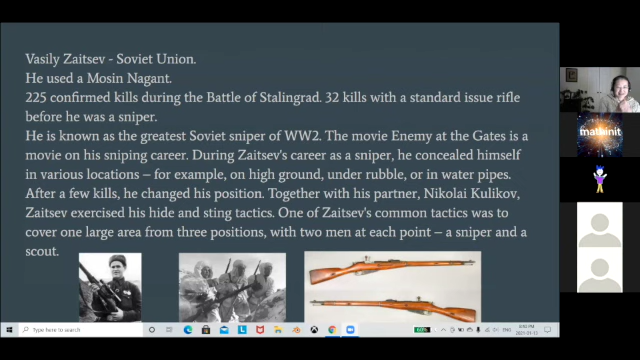 Vasily Zaitsev - Soviet Union.
He used a Mosin Nagant.
225 confirmed kills during the Battle of Stalingrad. 32 kills with a standard issue rifle
before he was a sniper.
He is known as the greatest Soviet sniper of WW2. The movie Enemy at the Gates is a
movie on his sniping career. During Zaitsev's career as a sniper, he concealed himself
in various locations – for example, on high ground, under rubble, or in water pipes.
After a few kills, he changed his position. Together with his partner, Nikolai Kulikov,
Zaitsev exercised his hide and sting tactics. One of Zaitsev's common tactics was to
cover one large area from three positions, with two men at each point – a sniper and a
scout.
mathinit
Type here to search
ENG